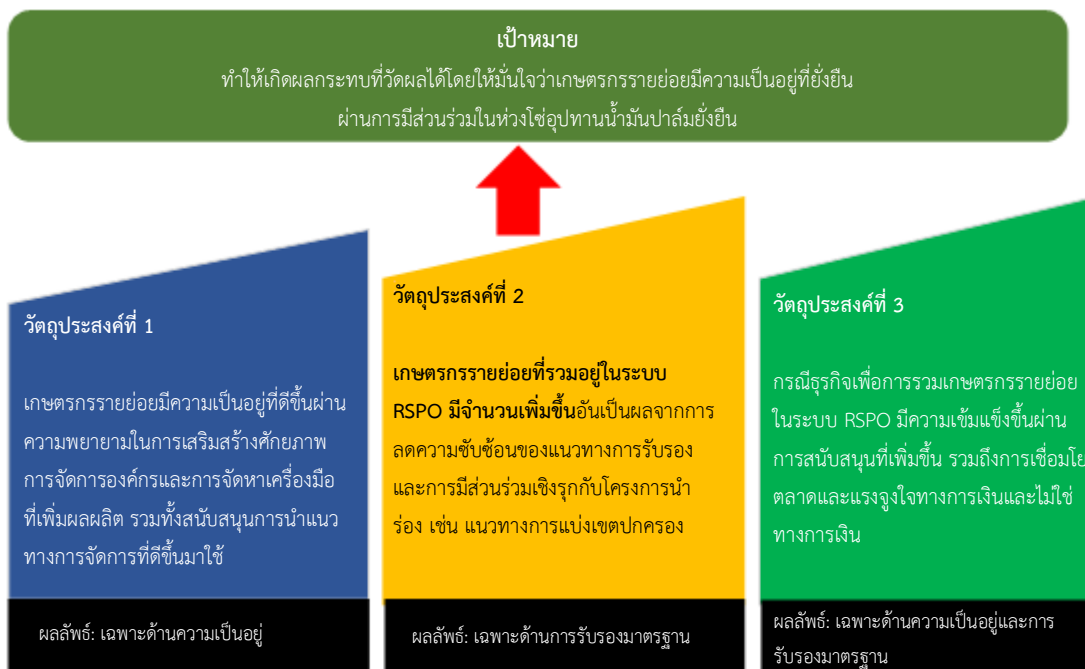 เป้าหมาย
ทำให้เกิดผลกระทบที่วัดผลได้โดยให้มั่นใจว่าเกษตรกรรายย่อยมีความเป็นอยู่ที่ยั่งยืน
ผ่านการมีส่วนร่วมในห่วงโซ่อุปทานน้ำมันปาล์มยั่งยืน
วัตถุประสงค์ที่ 1
เกษตรกรรายย่อยมีความเป็นอยู่ที่ดีขึ้นผ่าน
ความพยายามในการเสริมสร้างศักยภาพ
การจัดการองค์กรและการจัดหาเครื่องมือ
ที่เพิ่มผลผลิต รวมทั้งสนับสนุนการนำแนว
ทางการจัดการที่ดีขึ้นมาใช้
ผลลัพธ์: เฉพาะด้านความเป็นอยู่
วัตถุประสงค์ที่ 2
เกษตรกรรายย่อยที่รวมอยู่ในระบบ
RSPO มีจำนวนเพิ่มขึ้นอันเป็นผลจากการ
ลดความซับซ้อนของแนวทางการรับรอง
และการมีส่วนร่วมเชิงรุกกับโครงการนำ
ร่อง เช่น แนวทางการแบ่งเขตปกครอง
ผลลัพธ์: เฉพาะด้านการรับรองมาตรฐาน
วัตถุประสงค์ที่ 3
กรณีธุรกิจเพื่อการรวมเกษตรกรรายย่อย
ในระบบ RSPO มีความเข้มแข็งขึ้นผ่าน
การสนับสนุนที่เพิ่มขึ้น รวมถึงการเชื่อมโย
ตลาดและแรงจูงใจทางการเงินและไม่ใช่
ทางการเงิน
ผลลัพธ์: เฉพาะด้านความเป็นอยู่และการ
รับรองมาตรฐาน